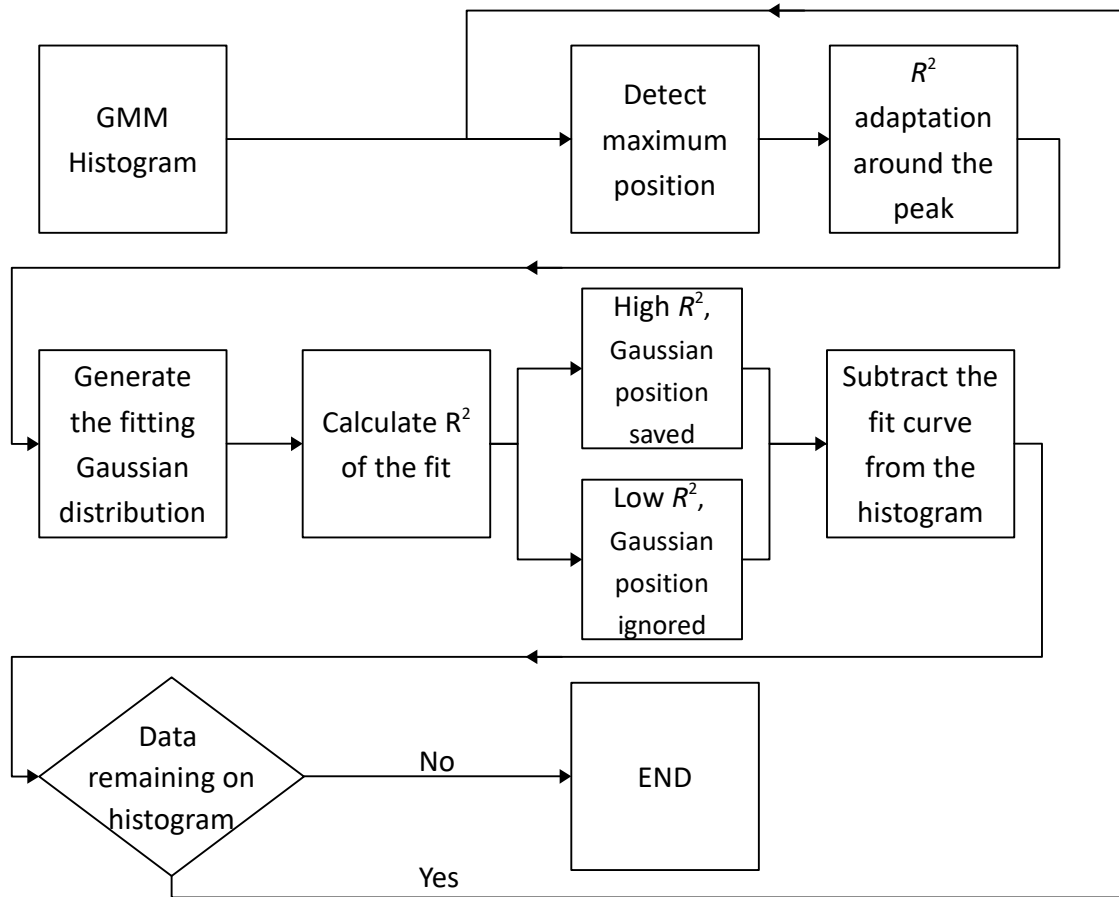 GMM
Histogram
Detect
maximum
position
R²
adaptation
around the
peak
Generate
the fitting
Gaussian
distribution
Calculate R²
of the fit
High R²,
Gaussian
position
saved
Low R²,
Gaussian
position
ignored
Subtract the
fit curve
from the
histogram
Data
remaining on
histogram
No
END
Yes